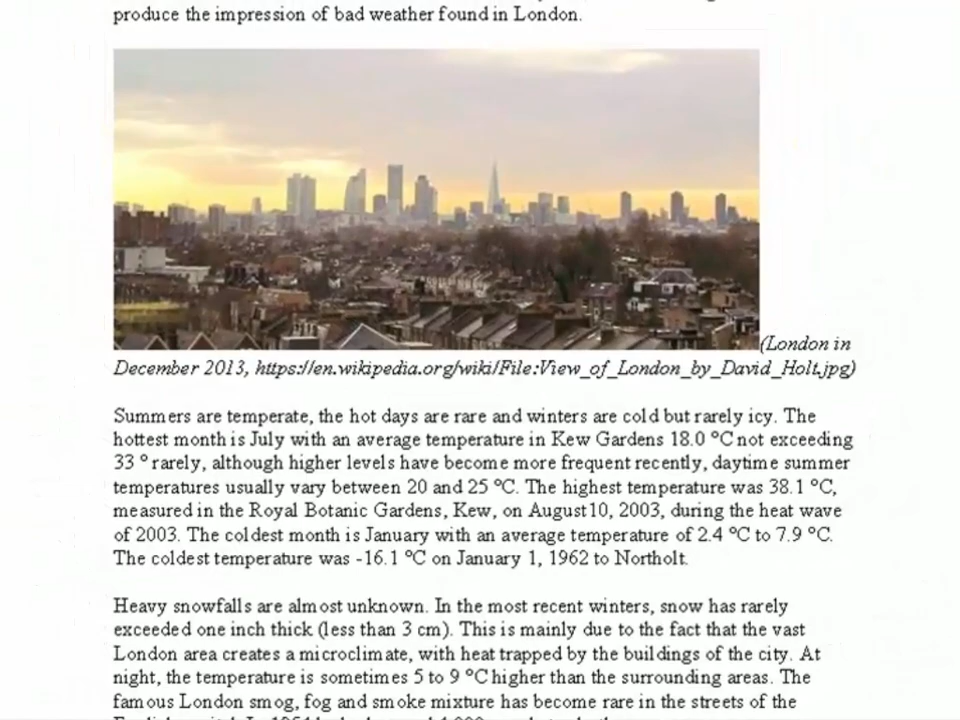 produce the impression of bad weather found in London.
(London in
December 2013, https://en.wikipedia.org/wiki/File:View_of_London_by_David_Holt.jpg)
Summers are temperate, the hot days are rare and winters are cold but rarely icy. The
hottest month is July with an average temperature in Kew Gardens 18.0 °C not exceeding
33 ° rarely, although higher levels have become more frequent recently, daytime summer
temperatures usually vary between 20 and 25 °C. The highest temperature was 38.1 °C,
measured in the Royal Botanic Gardens, Kew, on August10, 2003, during the heat wave
of 2003. The coldest month is January with an average temperature of 2.4 °C to 7.9 °C.
The coldest temperature was -16.1 °C on January 1, 1962 to Northolt.
Heavy snowfalls are almost unknown. In the most recent winters, snow has rarely
exceeded one inch thick (less than 3 cm). This is mainly due to the fact that the vast
London area creates a microclimate, with heat trapped by the buildings of the city. At
night, the temperature is sometimes 5 to 9 °C higher than the surrounding areas. The
famous London smog, fog and smoke mixture has become rare in the streets of the